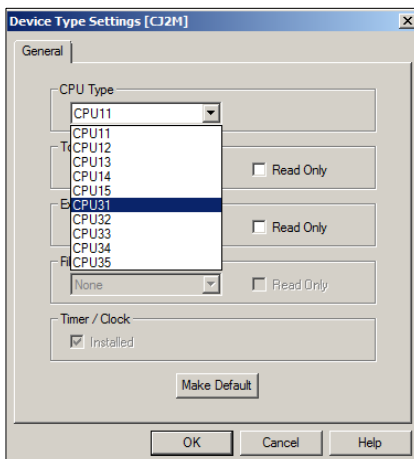 Device Type Settings [CJ2M]
General
CPU Type
CPU11
CPU11
CPU12
CPU13
CPU14
CPU15
CPU31
CPU32
CPU33
CPU34
CPU35
Read Only
Read Only
None
Read Only
Timer / Clock
Installed
Make Default
OK Cancel Help